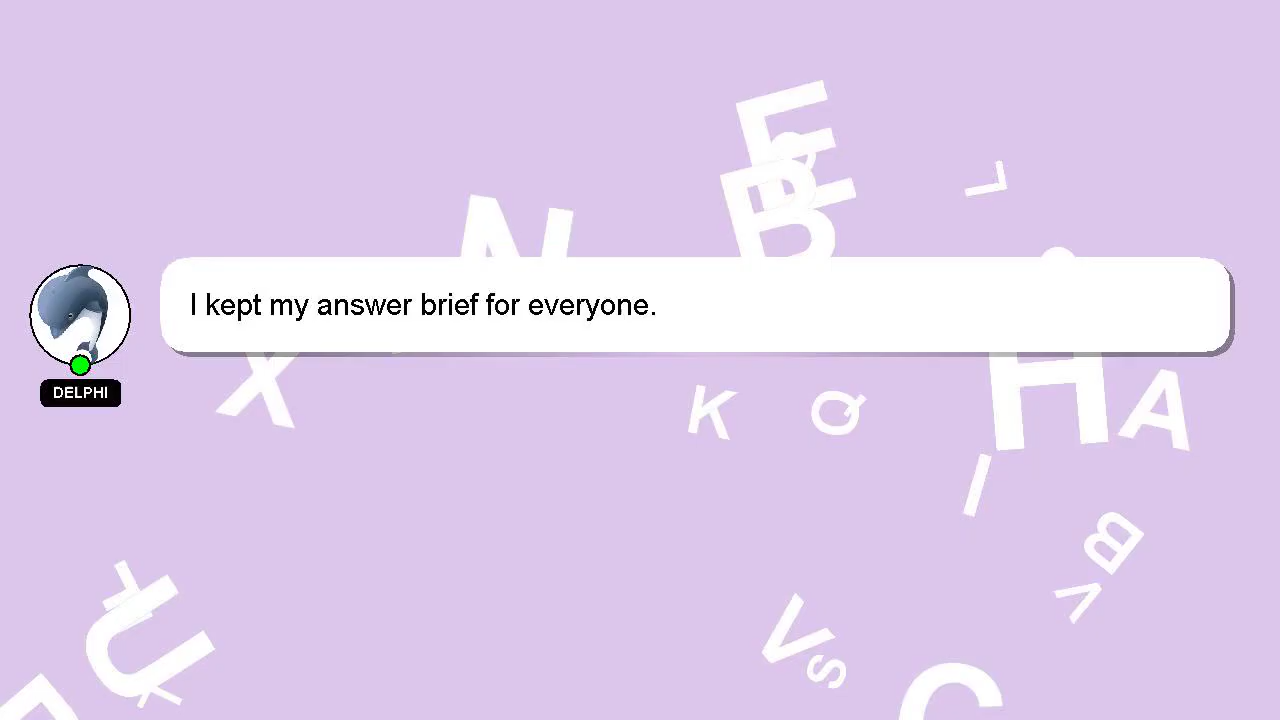 I kept my answer brief for everyone.
DELPHI
E
B
L
N
X
K
Q
H
A
I
B
V
U
V
S
C